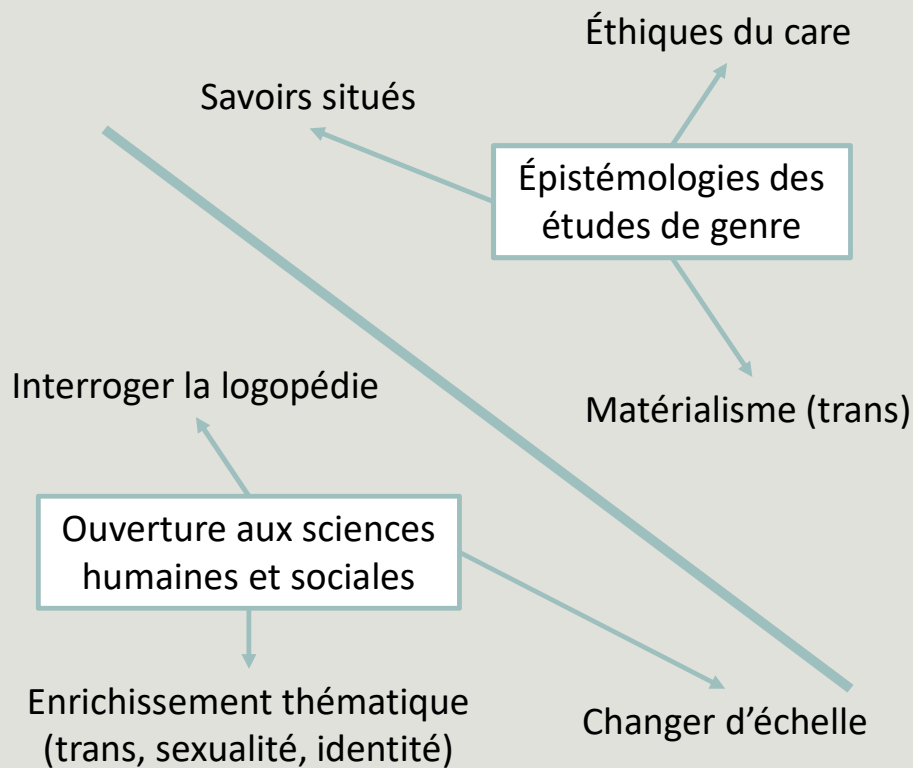 Éthiques du care
Savoirs situés
Épistémologies des
études de genre
Matérialisme (trans)
Interroger la logopédie
Ouverture aux sciences
humaines et sociales
Enrichissement thématique
(trans, sexualité, identité)
Changer d’échelle